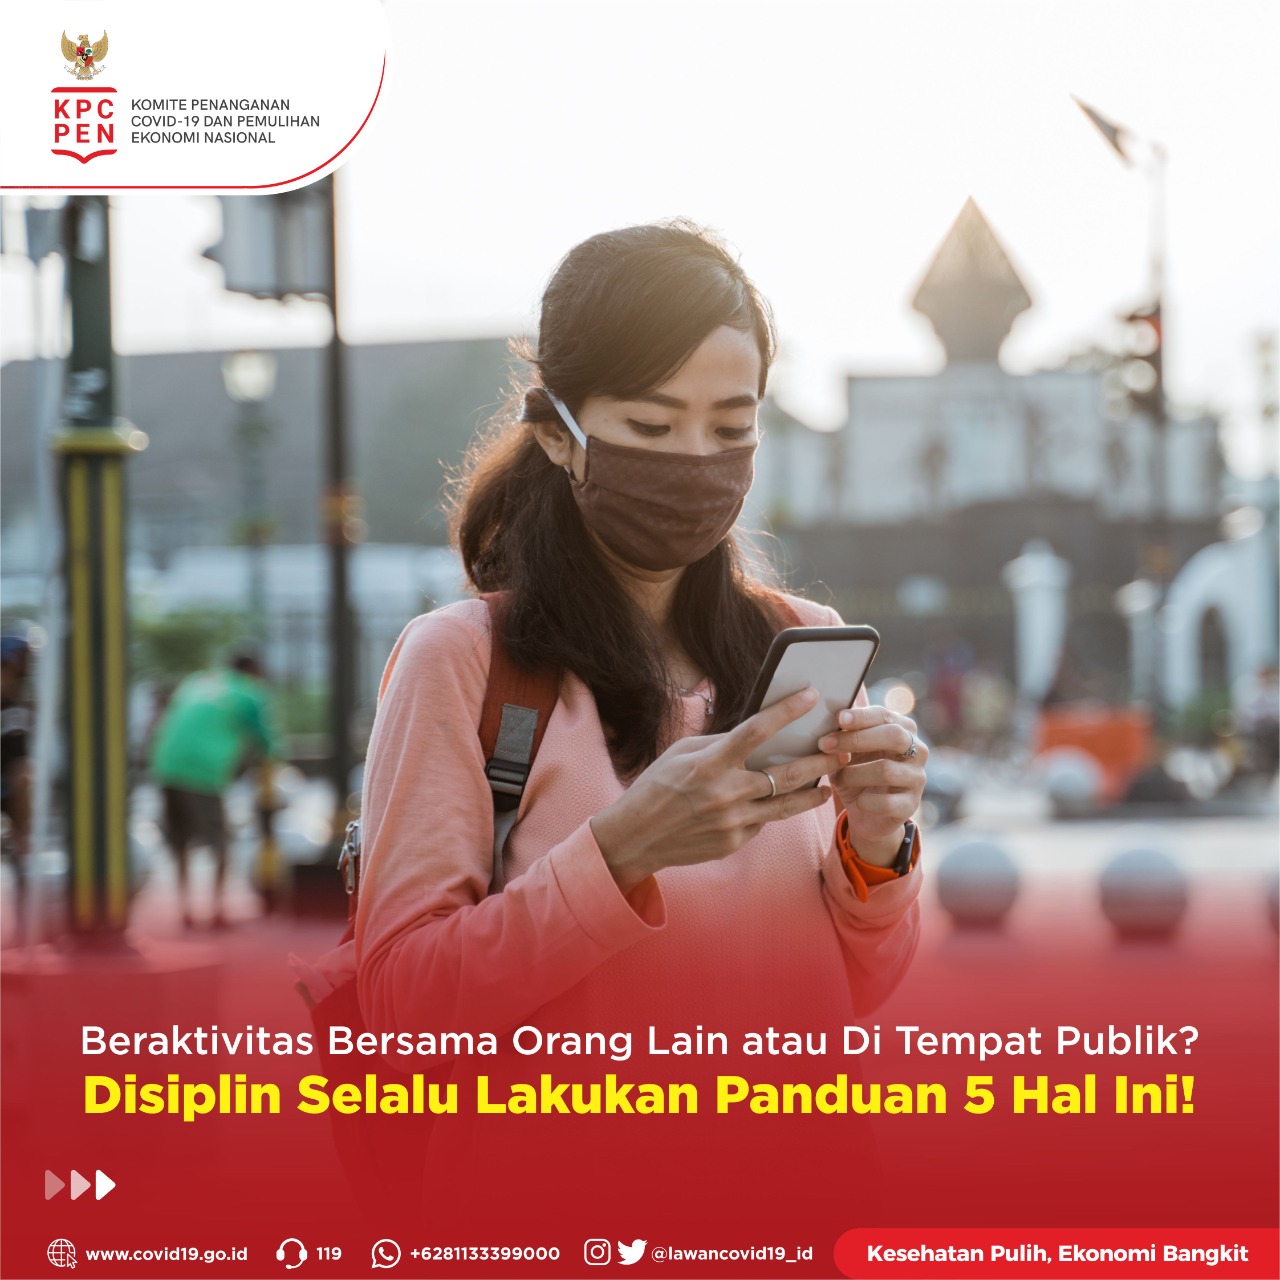 KPC
PEN
KOMITE PENANGANAN
COVID-19 DAN PEMULIHAN
EKONOMI NASIONAL
Beraktivitas Bersama Orang Lain atau Di Tempat Publik?
Disiplin Selalu Lakukan Panduan 5 Hal Ini!
www.covid19.go.id
119
+6281133399000
@lawancovid19_id
Kesehatan Pulih, Ekonomi Bangkit